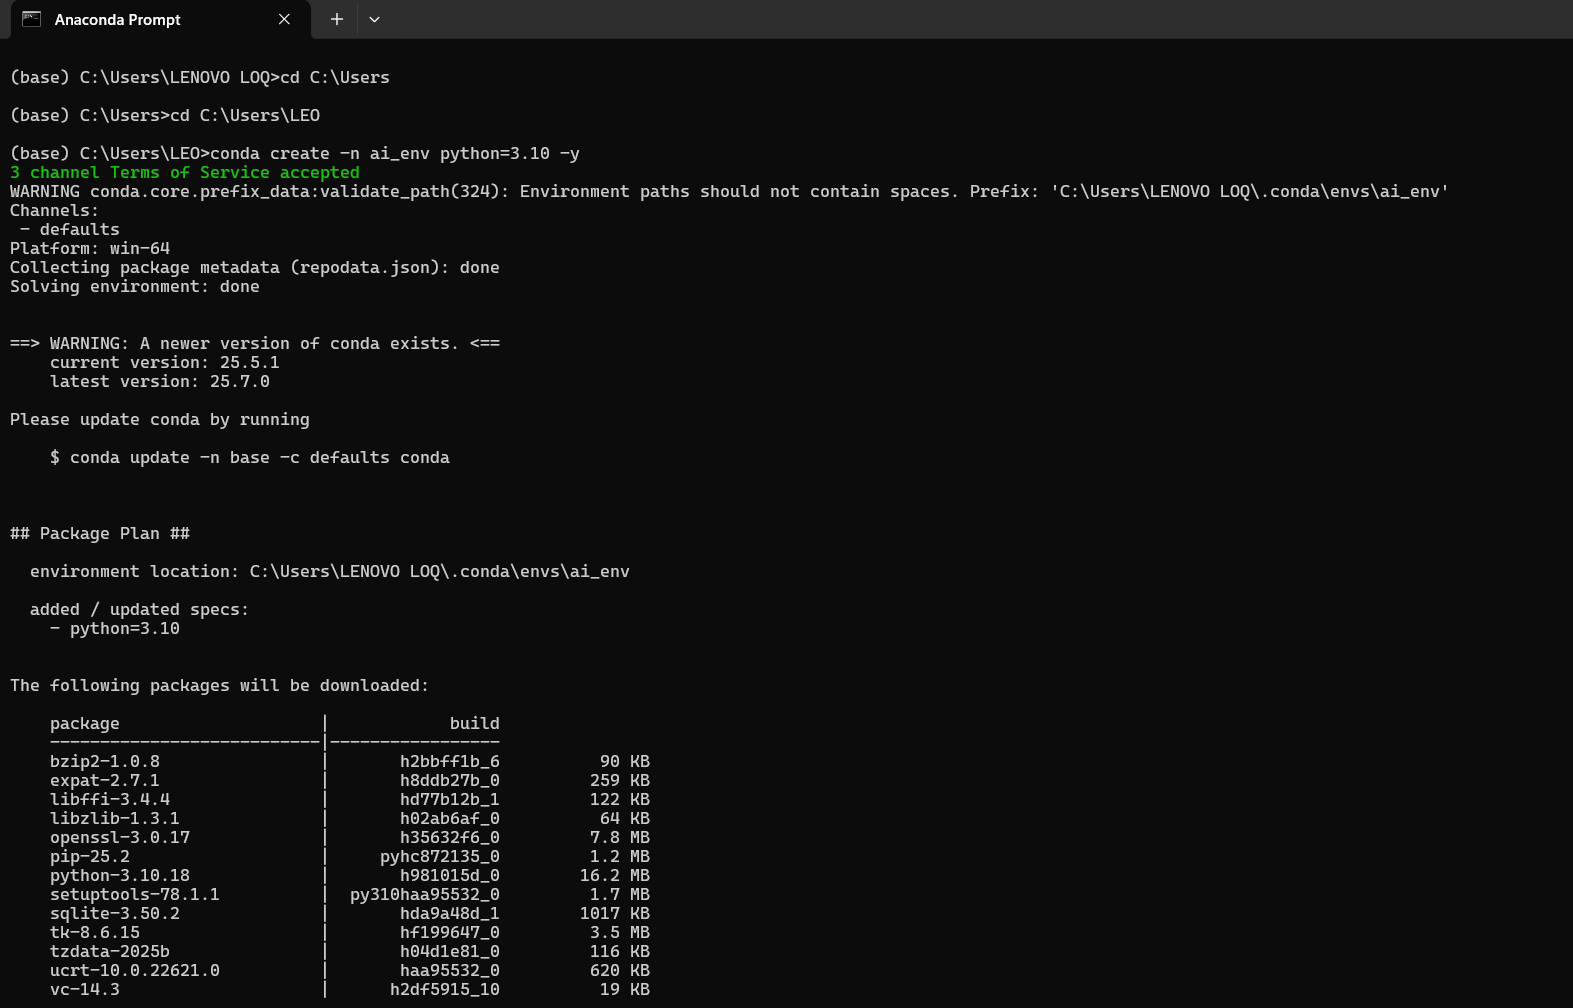 Anaconda Prompt
(base) C:\Users\LENOVO LOQ>cd C:\Users
(base) C:\Users>cd C:\Users\LEO
(base) C:\Users\LEO>conda create -n ai_env python=3.10 -y
3 channel Terms of Service accepted
WARNING conda.core.prefix_data:validate_path(324): Environment paths should not contain spaces. Prefix: 'C:\Users\LENOVO LOQ\.conda\envs\ai_env'
Channels:
 - defaults
Platform: win-64
Collecting package metadata (repodata.json): done
Solving environment: done
==> WARNING: A newer version of conda exists. <==
    current version: 25.5.1
    latest version: 25.7.0
Please update conda by running
    $ conda update -n base -c defaults conda
## Package Plan ##
  environment location: C:\Users\LENOVO LOQ\.conda\envs\ai_env
  added / updated specs:
    - python=3.10
The following packages will be downloaded:
    package                    |            build
    ---------------------------|-----------------
    bzip2-1.0.8                |       h2bbff1b_6          90 KB
    expat-2.7.1                |       h8ddb27b_0         259 KB
    libffi-3.4.4               |       hd77b12b_1         122 KB
    libzlib-1.3.1              |       h02ab6af_0          64 KB
    openssl-3.0.17             |       h35632f6_0         7.8 MB
    pip-25.2                   |     pyhc872135_0         1.2 MB
    python-3.10.18             |       h981015d_0        16.2 MB
    setuptools-78.1.1          |  py310haa95532_0         1.7 MB
    sqlite-3.50.2              |       hda9a48d_1        1017 KB
    tk-8.6.15                  |       hf199647_0         3.5 MB
    tzdata-2025b               |       h04d1e81_0         116 KB
    ucrt-10.0.22621.0          |       haa95532_0         620 KB
    vc-14.3                    |      h2df5915_10          19 KB